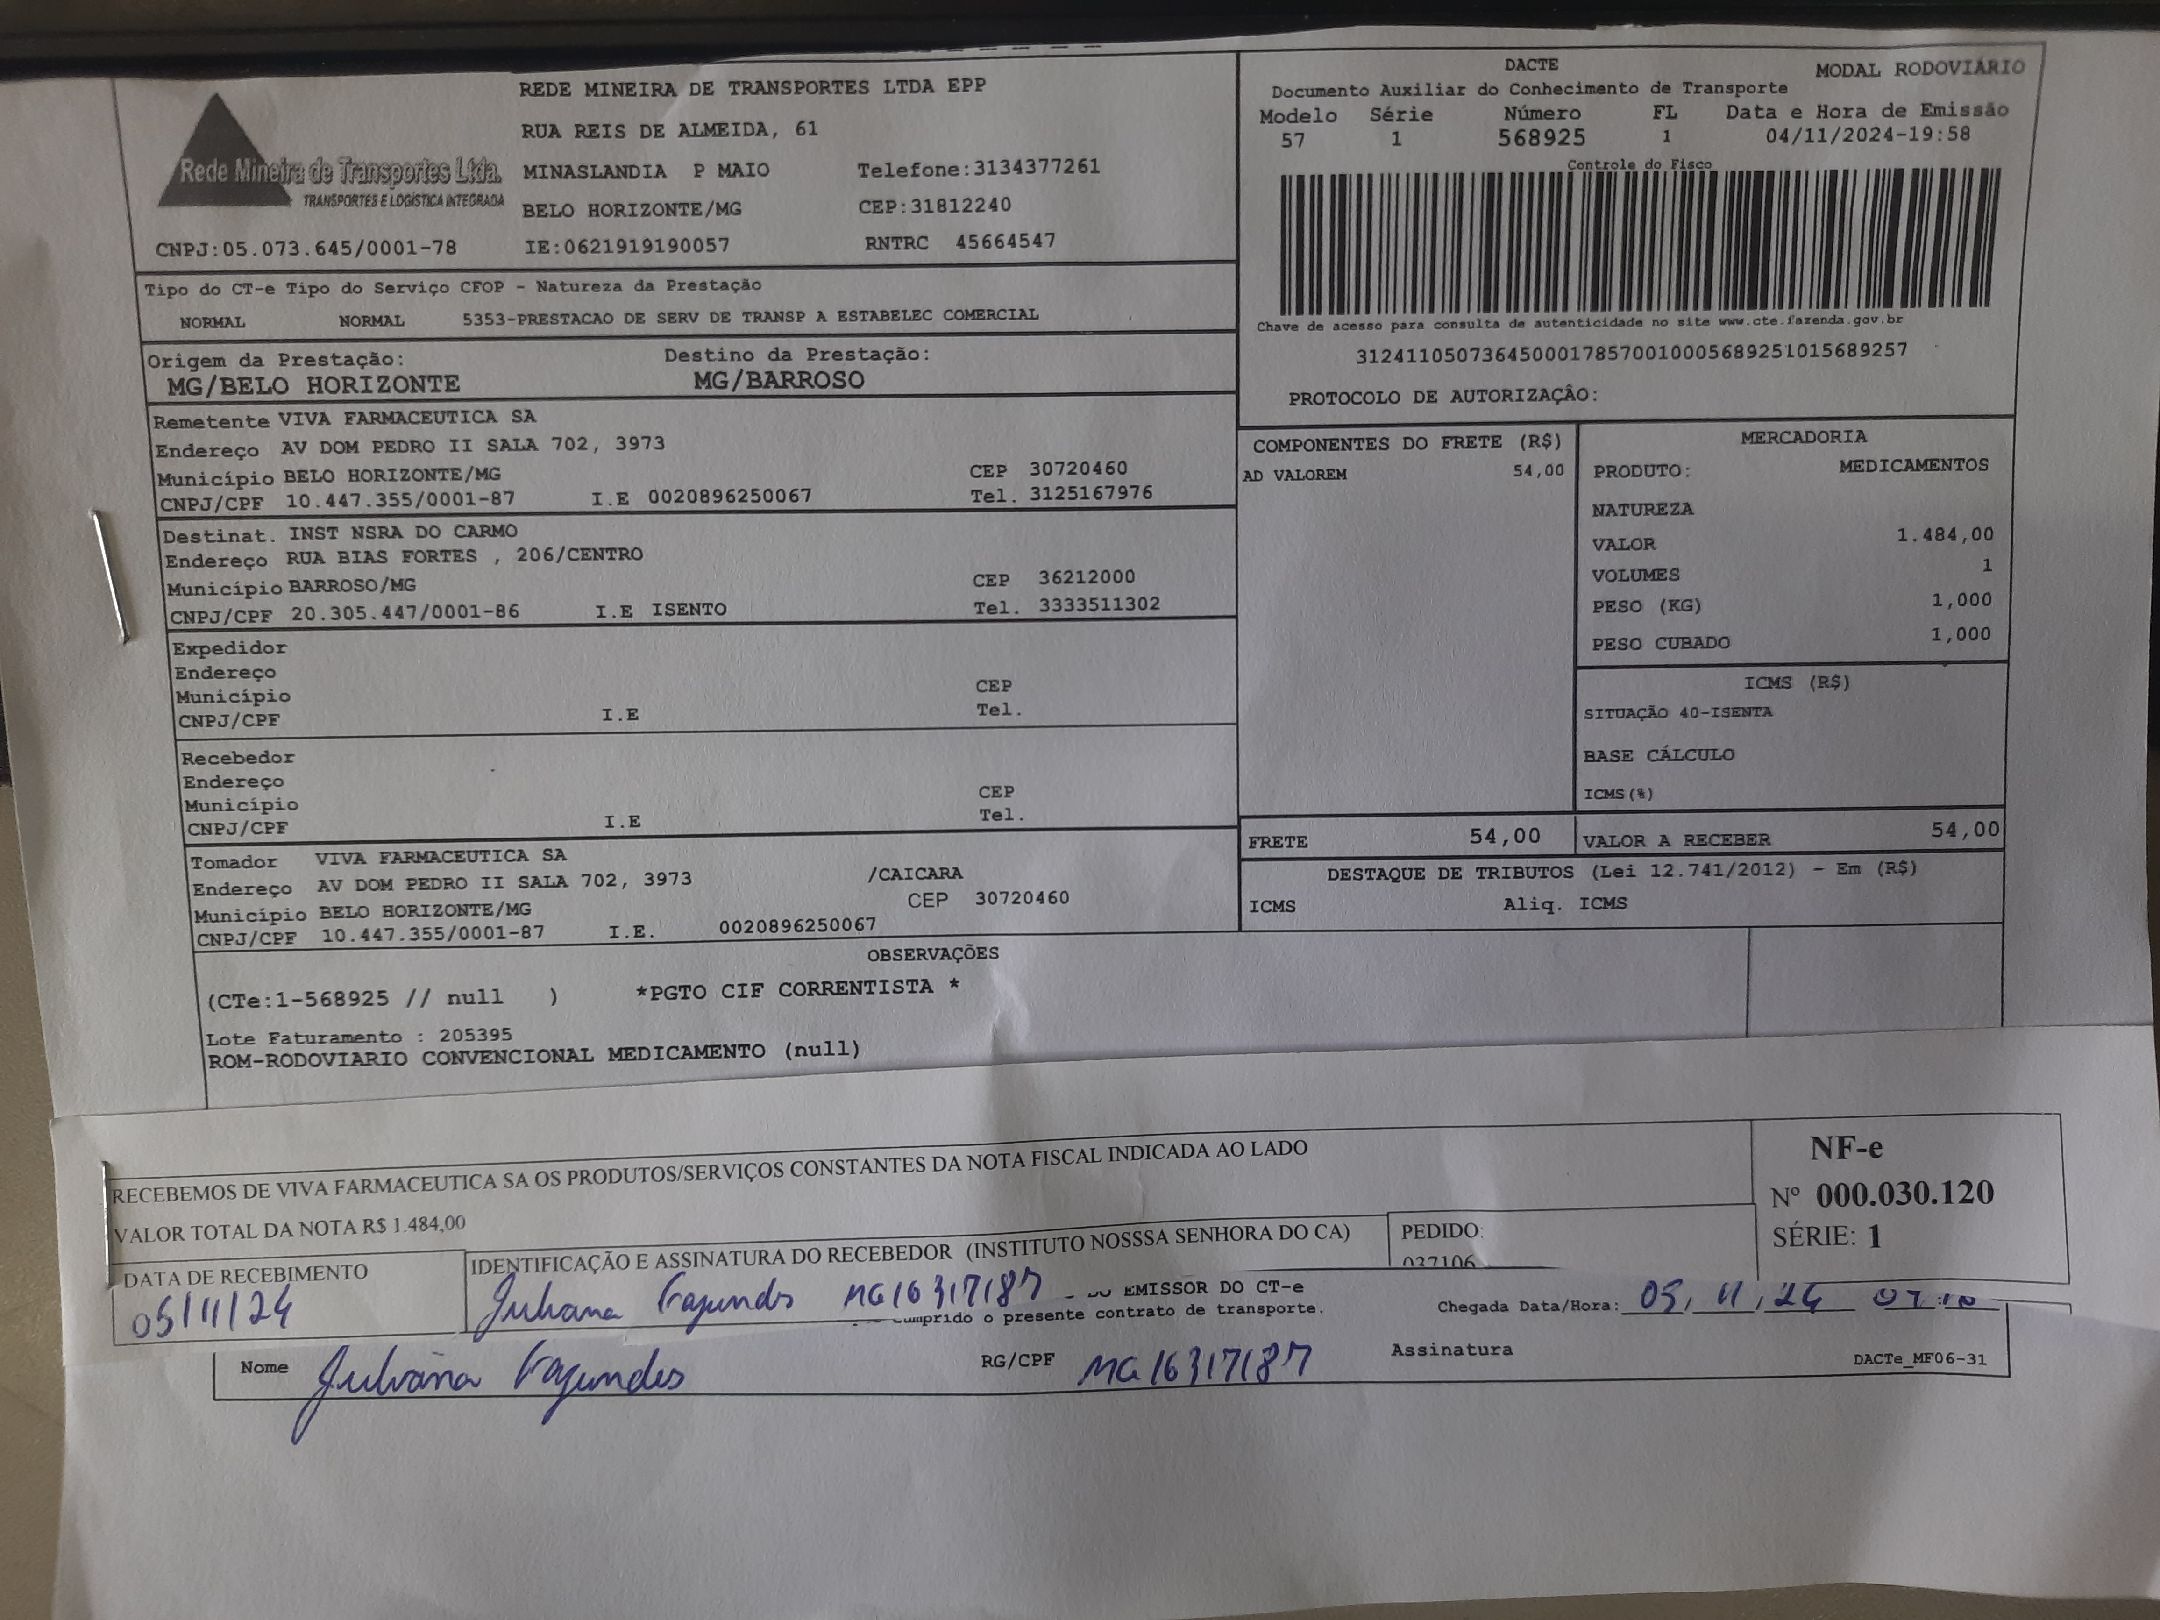 REDE MINEIRA DE TRANSPORTES LTDA EPP
RUA REIS DE ALMEIDA, 61
MINASLANDIA P MAIO Telefone:3134377261
BELO HORIZONTE/MG CEP:31812240
Rede Mineira de Transportes Ltda.
TRANSPORTES E LOGÍSTICA INTEGRADA
CNPJ:05.073.645/0001-78 IE:0621919190057 RNTRC 45664547
DACTE MODAL RODOVIÁRIO
Documento Auxiliar do Conhecimento de Transporte
Modelo Série Número FL Data e Hora de Emissão
57 1 568925 1 04/11/2024-19:58
Controle do Fisco
Chave de acesso para consulta de autenticidade no site www.cte.fazenda.gov.br
31241105073645000178570010005689251015689257
PROTOCOLO DE AUTORIZAÇÂO:
Tipo do CT-e Tipo do Serviço CFOP - Natureza da Prestação
NORMAL NORMAL 5353-PRESTACAO DE SERV DE TRANSP A ESTABELEC COMERCIAL
Origem da Prestação: Destino da Prestação:
MG/BELO HORIZONTE MG/BARROSO
Remetente VIVA FARMACEUTICA SA
Endereço AV DOM PEDRO II SALA 702, 3973
Município BELO HORIZONTE/MG CEP 30720460
CNPJ/CPF 10.447.355/0001-87 I.E 0020896250067 Tel. 3125167976
Destinat. INST NSRA DO CARMO
Endereço RUA BIAS FORTES , 206/CENTRO
Município BARROSO/MG CEP 36212000
CNPJ/CPF 20.305.447/0001-86 I.E ISENTO Tel. 3333511302
Expedidor
Endereço
Município CEP
CNPJ/CPF I.E Tel.
Recebedor
Endereço
Município CEP
CNPJ/CPF I.E Tel.
Tomador VIVA FARMACEUTICA SA
Endereço AV DOM PEDRO II SALA 702, 3973 /CAICARA
Município BELO HORIZONTE/MG CEP 30720460
CNPJ/CPF 10.447.355/0001-87 I.E. 0020896250067
COMPONENTES DO FRETE (R$)
AD VALOREM 54,00
MERCADORIA
PRODUTO: MEDICAMENTOS
NATUREZA
VALOR 1.484,00
VOLUMES 1
PESO (KG) 1,000
PESO CUBADO 1,000
ICMS (R$)
SITUAÇÃO 40-ISENTA
BASE CÁLCULO
ICMS(%)
FRETE 54,00 VALOR A RECEBER 54,00
DESTAQUE DE TRIBUTOS (Lei 12.741/2012) - Em (R$)
ICMS Aliq. ICMS
OBSERVAÇÕES
(CTe:1-568925 // null ) *PGTO CIF CORRENTISTA *
Lote Faturamento : 205395
ROM-RODOVIARIO CONVENCIONAL MEDICAMENTO (null)
RECEBEMOS DE VIVA FARMACEUTICA SA OS PRODUTOS/SERVIÇOS CONSTANTES DA NOTA FISCAL INDICADA AO LADO
VALOR TOTAL DA NOTA R$ 1.484,00
NF-e
Nº 000.030.120
SÉRIE: 1
DATA DE RECEBIMENTO IDENTIFICAÇÃO E ASSINATURA DO RECEBEDOR (INSTITUTO NOSSSA SENHORA DO CA) PEDIDO:
037106
05/11/24 Juliana Fagundes MG16317187 EMISSOR DO CT-e
cumprido o presente contrato de transporte. Chegada Data/Hora: 05, 11, 24
Nome Juliana Fagundes RG/CPF MG16317187 Assinatura DACTe_MF06-31